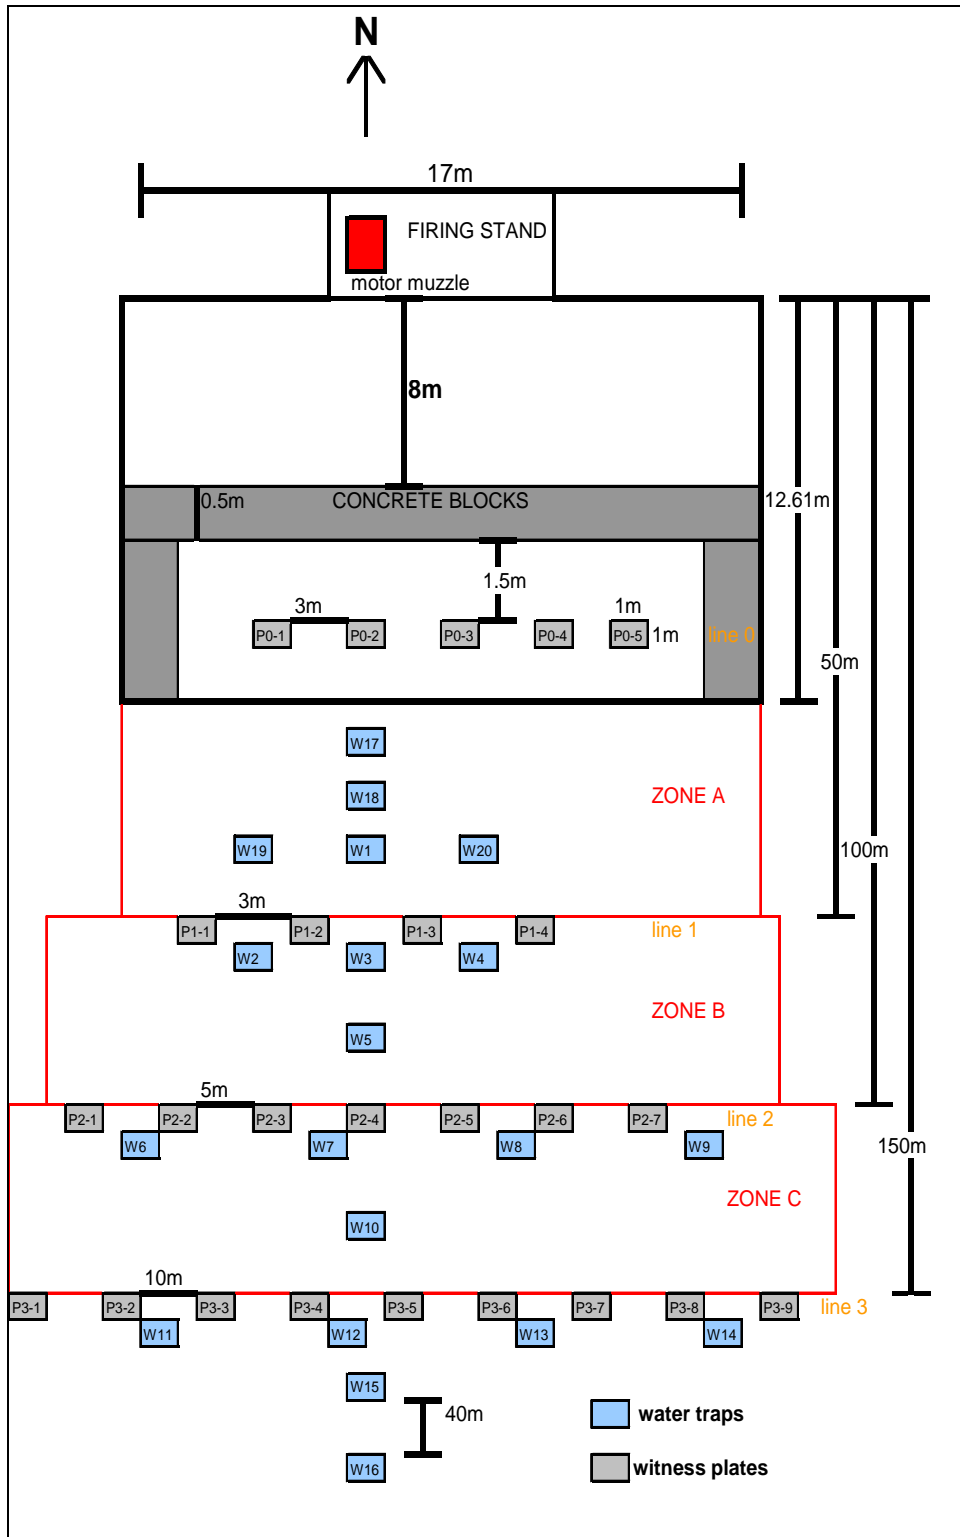 N
17m
FIRING STAND
motor muzzle
8m
0.5m CONCRETE BLOCKS 12.61m
1.5m
3m 1m
P0-1 P0-2 P0-3 P0-4 P0-5 1m line 0
50m
W17
W18 ZONE A
W19 W1 W20 100m
3m
P1-1 P1-2 P1-3 P1-4 line 1
W2 W3 W4
ZONE B
W5
5m
P2-1 P2-2 P2-3 P2-4 P2-5 P2-6 P2-7 line 2
W6 W7 W8 W9 150m
ZONE C
W10
10m
P3-1 P3-2 P3-3 P3-4 P3-5 P3-6 P3-7 P3-8 P3-9 line 3
W11 W12 W13 W14
W15
40m water traps
W16 witness plates